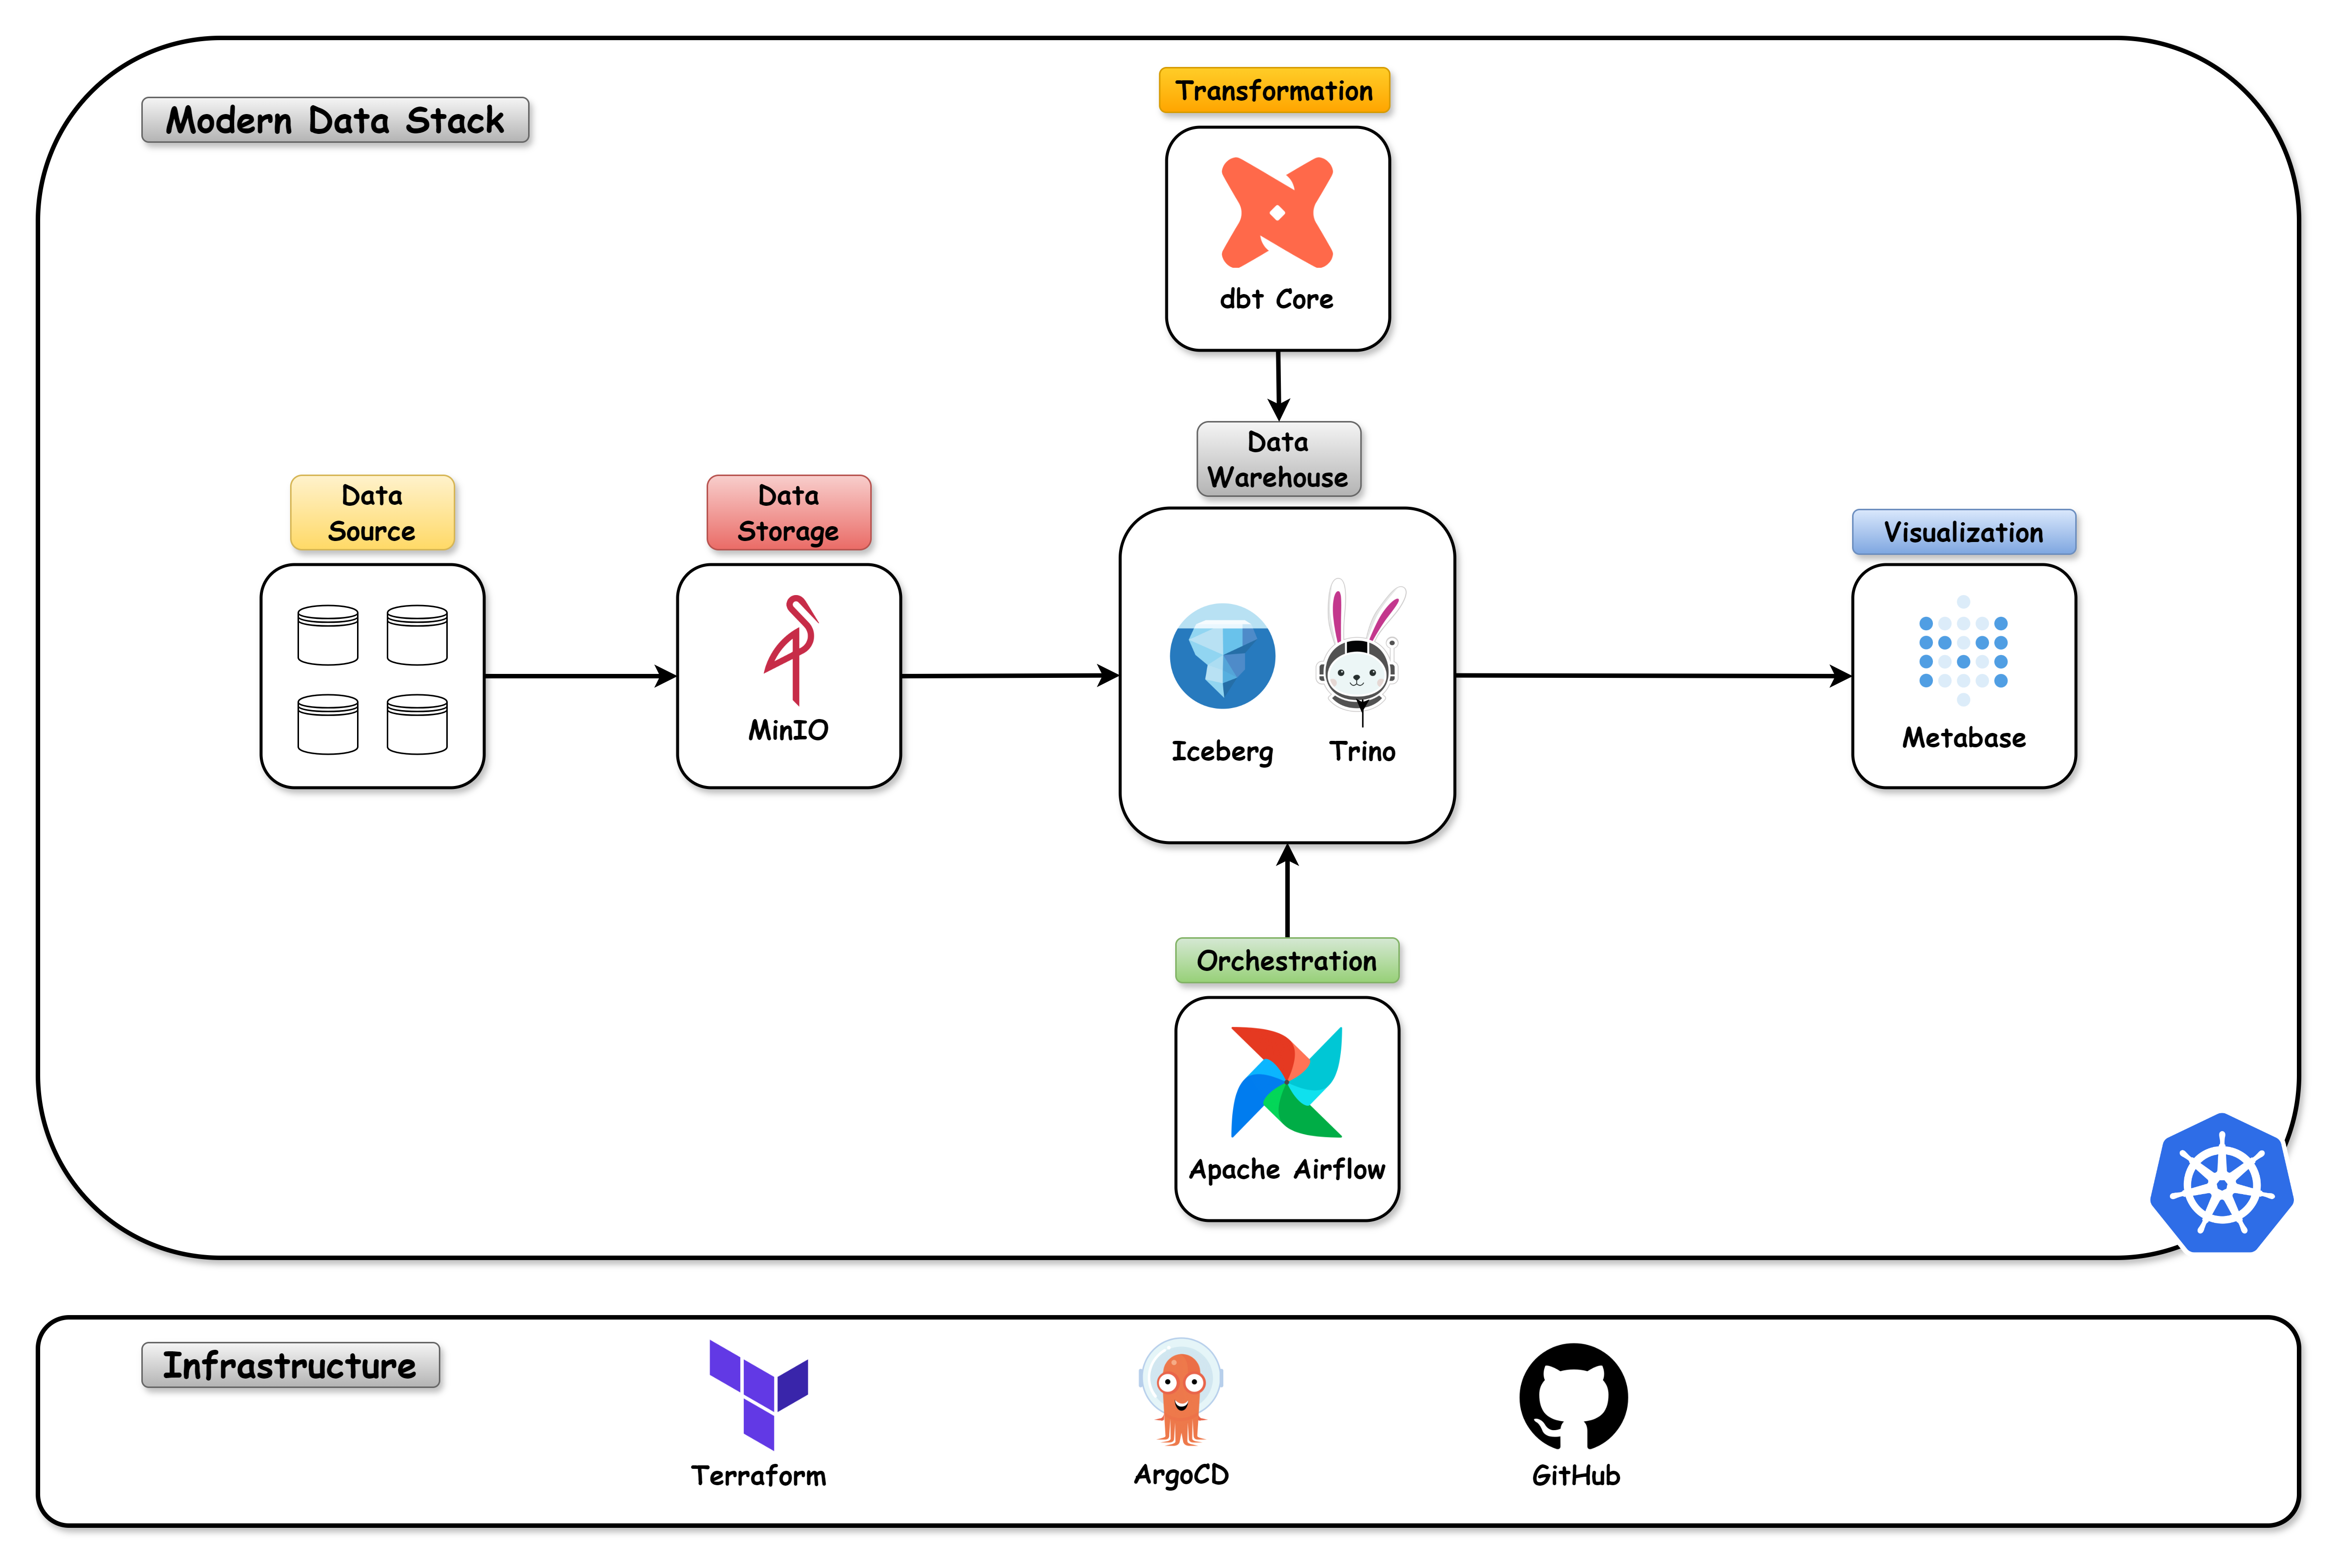 Modern Data Stack
Transformation
dbt Core
Data
Warehouse
Data
Source
Data
Storage
MinIO
Iceberg
Trino
Visualization
Metabase
Orchestration
Apache Airflow
Infrastructure
Terraform
ArgoCD
GitHub